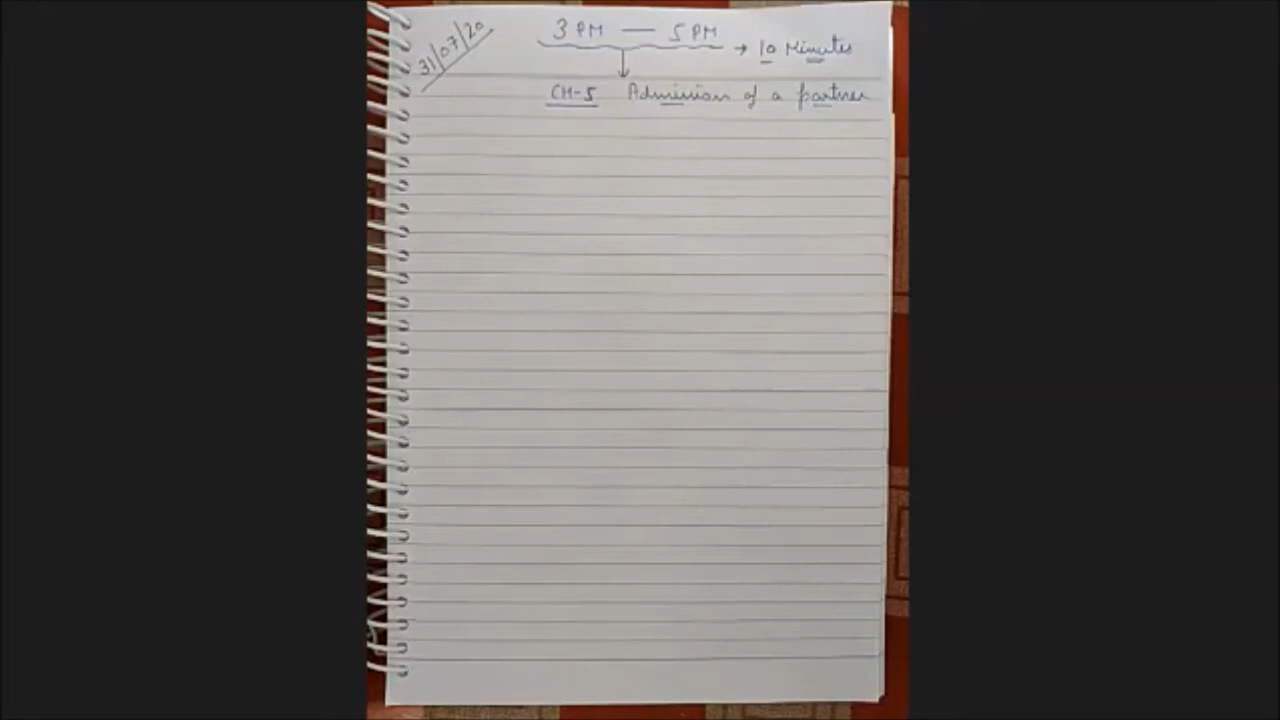 31/07/20
3 PM — 5 PM → 10 Minutes
CH-5 Admission of a partner